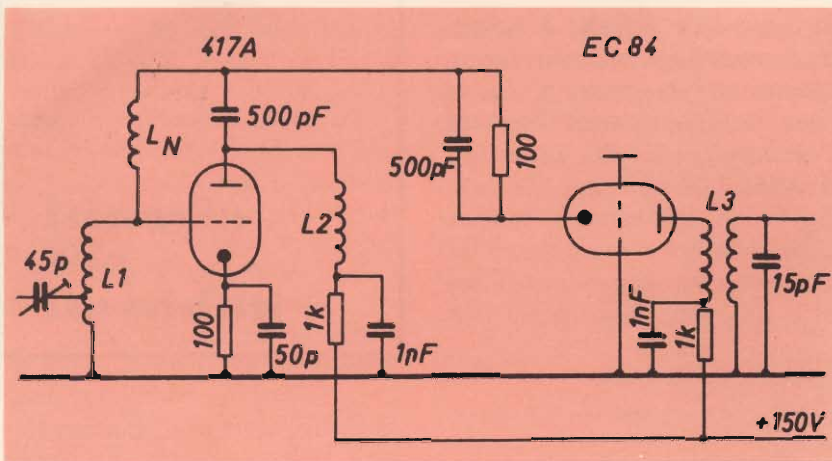 417A
EC 84
500 pF
L N
500pF
100
L3
L2
45p
L1
15pF
1nF
1k
100
50p
1k
1nF
+150V